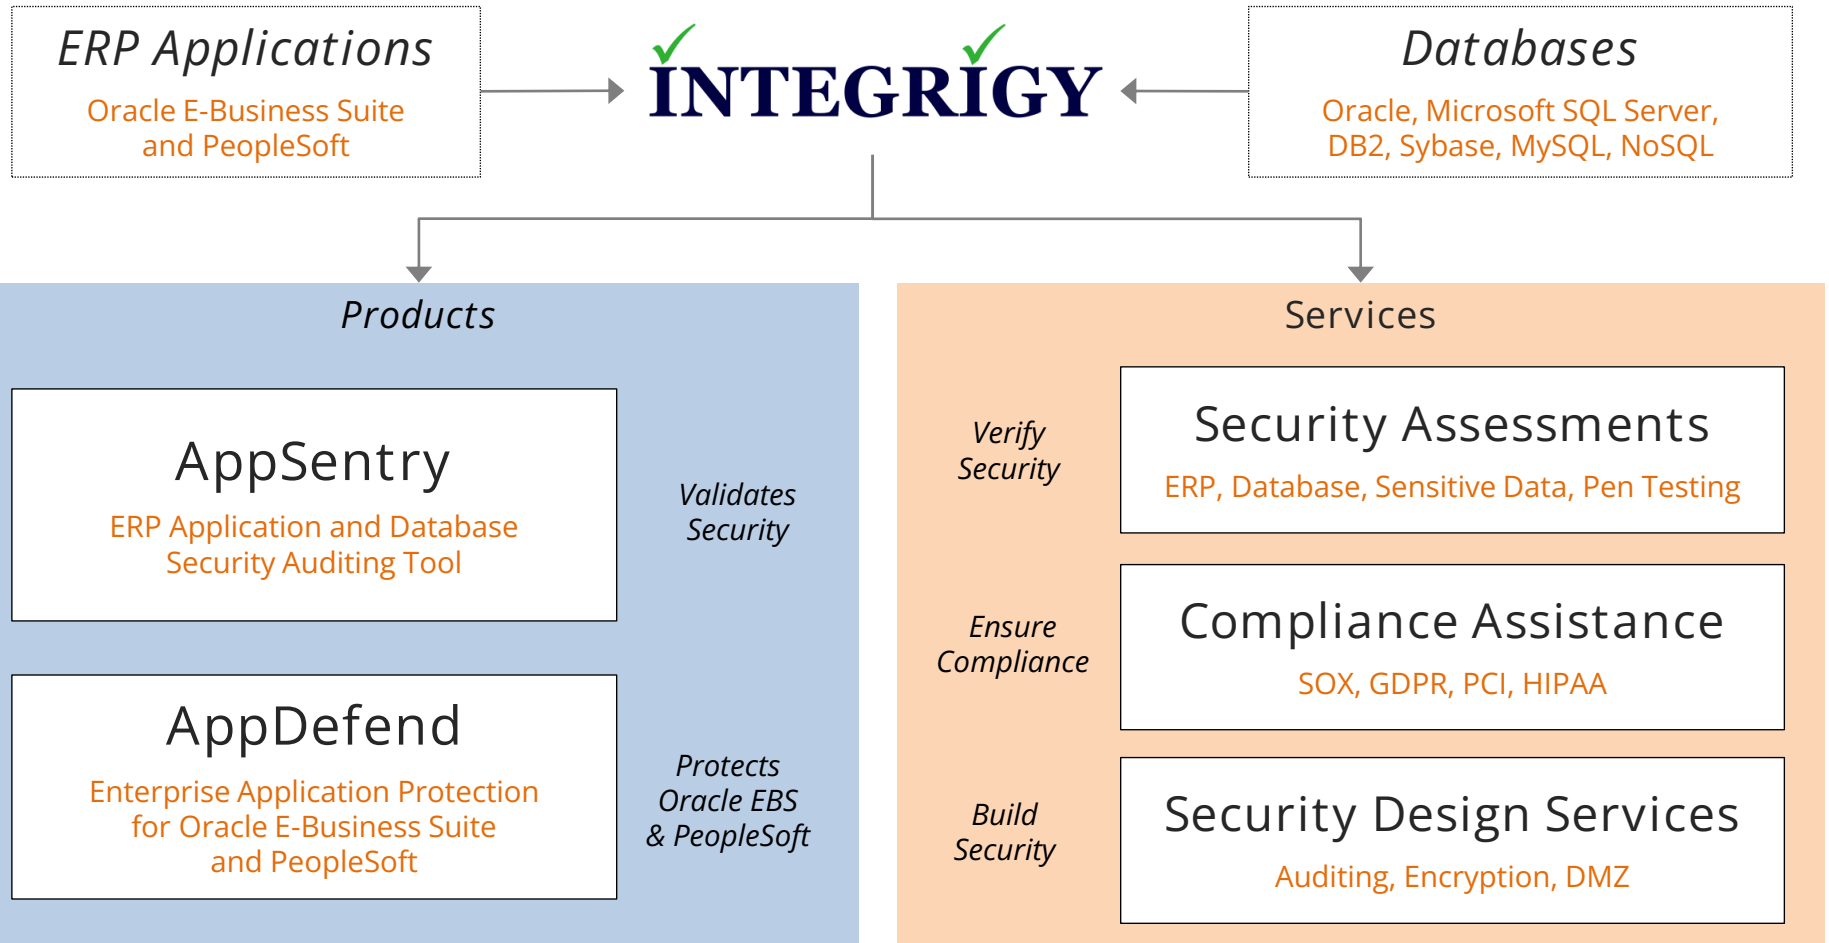 ERP Applications
Oracle E-Business Suite
and PeopleSoft
INTEGRIGY
Databases
Oracle, Microsoft SQL Server,
DB2, Sybase, MySQL, NoSQL
Products
AppSentry
ERP Application and Database
Security Auditing Tool
Validates
Security
AppDefend
Enterprise Application Protection
for Oracle E-Business Suite
and PeopleSoft
Protects
Oracle EBS
& PeopleSoft
Services
Verify
Security
Security Assessments
ERP, Database, Sensitive Data, Pen Testing
Ensure
Compliance
Compliance Assistance
SOX, GDPR, PCI, HIPAA
Build
Security
Security Design Services
Auditing, Encryption, DMZ